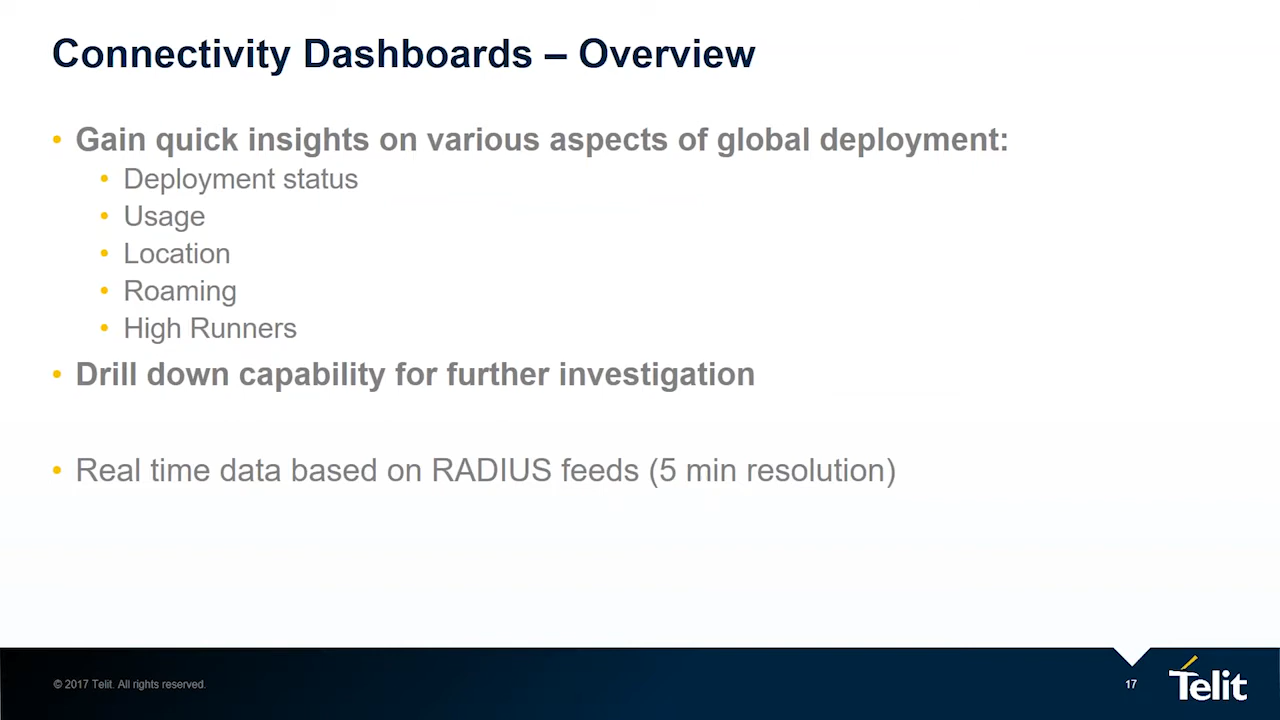 Connectivity Dashboards – Overview
• Gain quick insights on various aspects of global deployment:
• Deployment status
• Usage
• Location
• Roaming
• High Runners
• Drill down capability for further investigation
• Real time data based on RADIUS feeds (5 min resolution)
© 2017 Telit. All rights reserved.
17
Telit